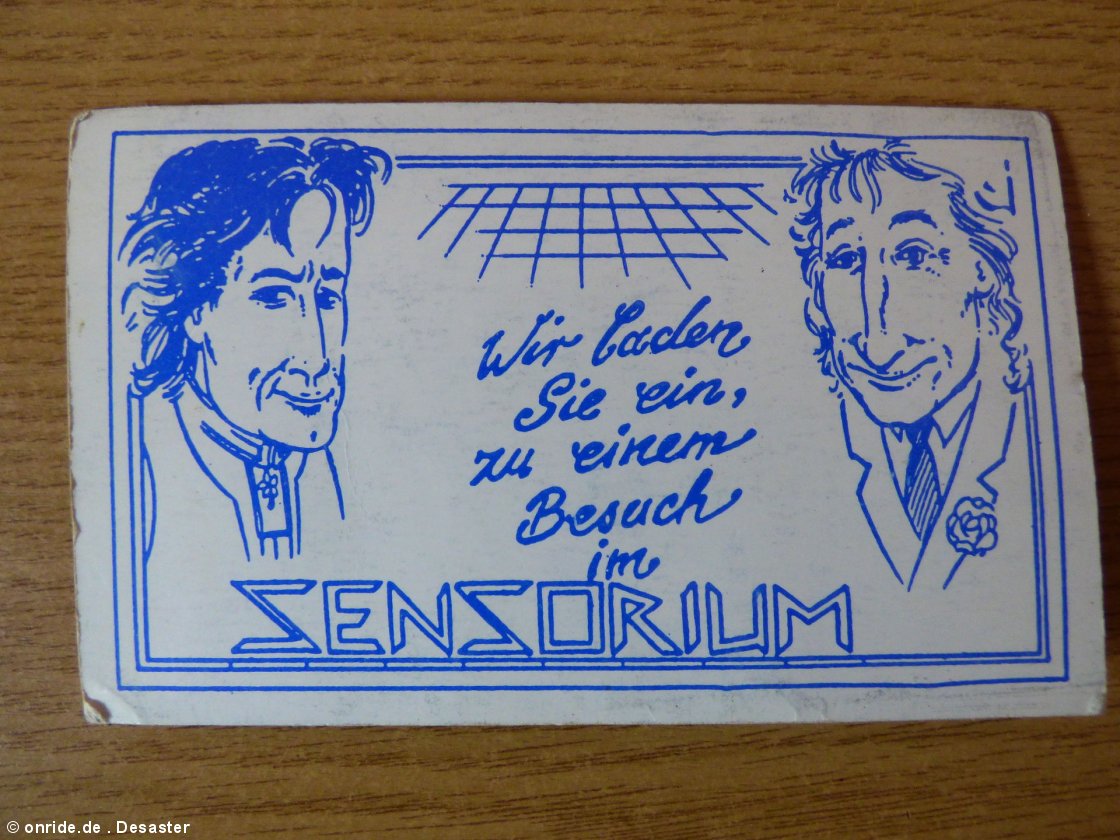 Wir laden
Sie ein,
zu einem
Besuch
im
SENSORIUM
© onride.de . Desaster